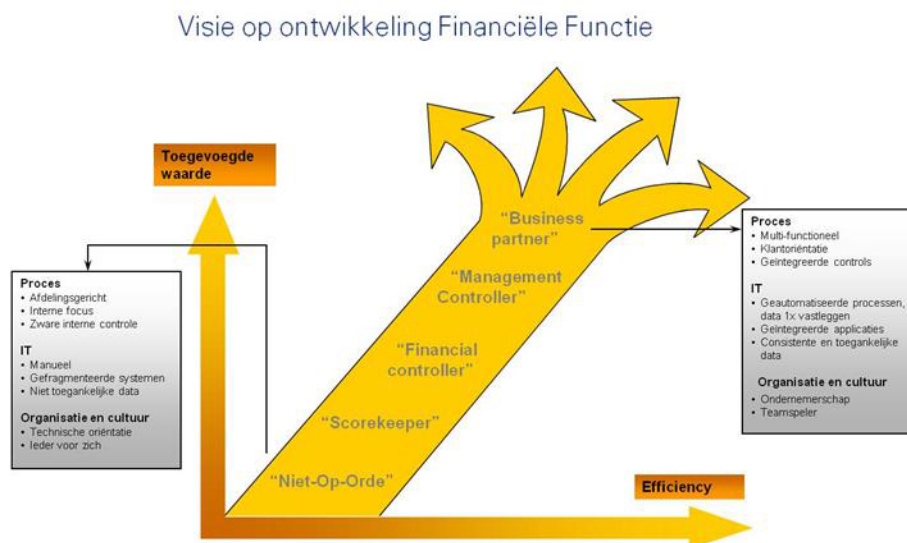 Visie op ontwikkeling Financiële Functie
Toegevoegde
waarde
"Business
partner"
"Management
Controller"
"Financial
controller"
"Scorekeeper"
"Niet-Op-Orde"
Efficiency
Proces
• Afdelingsgericht
• Interne focus
• Zware interne controle
IT
• Manueel
• Gefragmenteerde systemen
• Niet toegankelijke data
Organisatie en cultuur
• Technische oriëntatie
• Ieder voor zich
Proces
• Multi-functioneel
• Klantoriëntatie
• Geïntegreerde controls
IT
• Geautomatiseerde processen,
data 1x vastleggen
• Geïntegreerde applicaties
• Consistente en toegankelijke
data
Organisatie en cultuur
• Ondernemerschap
• Teamspeler